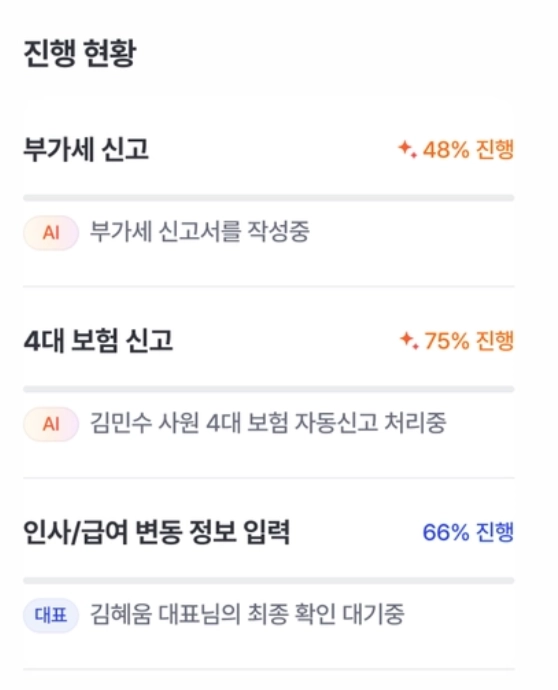 진행 현황
부가세 신고
48% 진행
AI 부가세 신고서를 작성중
4대 보험 신고
75% 진행
AI 김민수 사원 4대 보험 자동신고 처리중
인사/급여 변동 정보 입력
66% 진행
대표 김혜움 대표님의 최종 확인 대기중